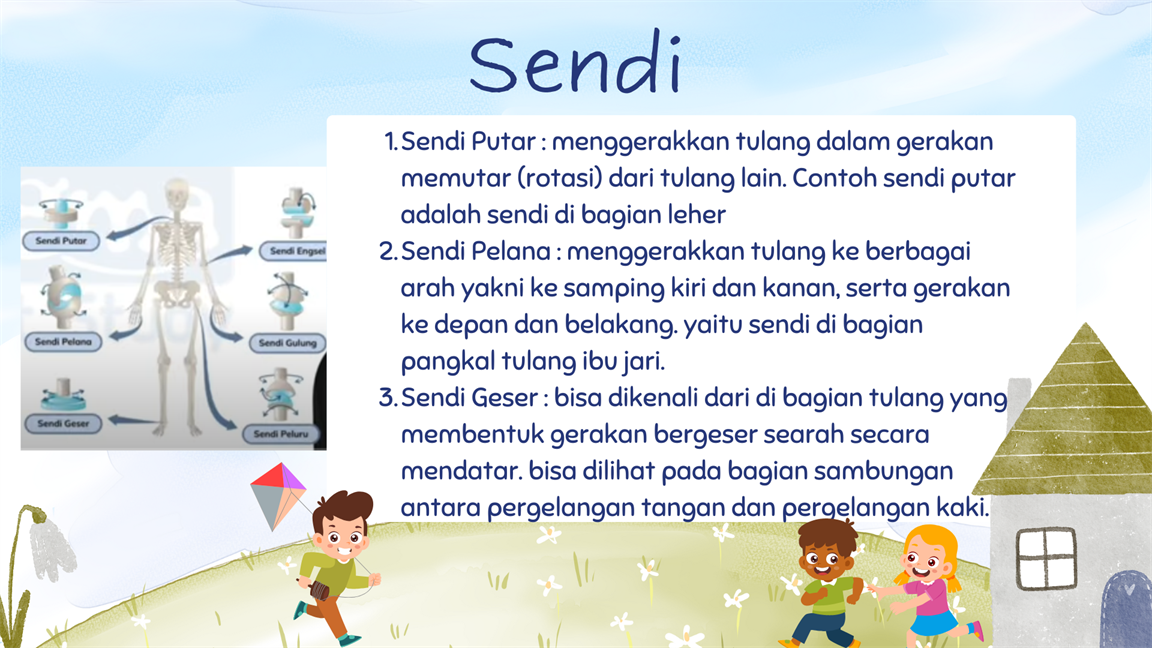 Sendi
1. Sendi Putar : menggerakkan tulang dalam gerakan
memutar (rotasi) dari tulang lain. Contoh sendi putar
adalah sendi di bagian leher
2. Sendi Pelana : menggerakkan tulang ke berbagai
arah yakni ke samping kiri dan kanan, serta gerakan
ke depan dan belakang. yaitu sendi di bagian
pangkal tulang ibu jari.
3. Sendi Geser : bisa dikenali dari di bagian tulang yang
membentuk gerakan bergeser searah secara
mendatar. bisa dilihat pada bagian sambungan
antara pergelangan tangan dan pergelangan kaki.
Sendi Putar
Sendi Engsel
Sendi Pelana
Sendi Gulung
Sendi Geser
Sendi Peluru